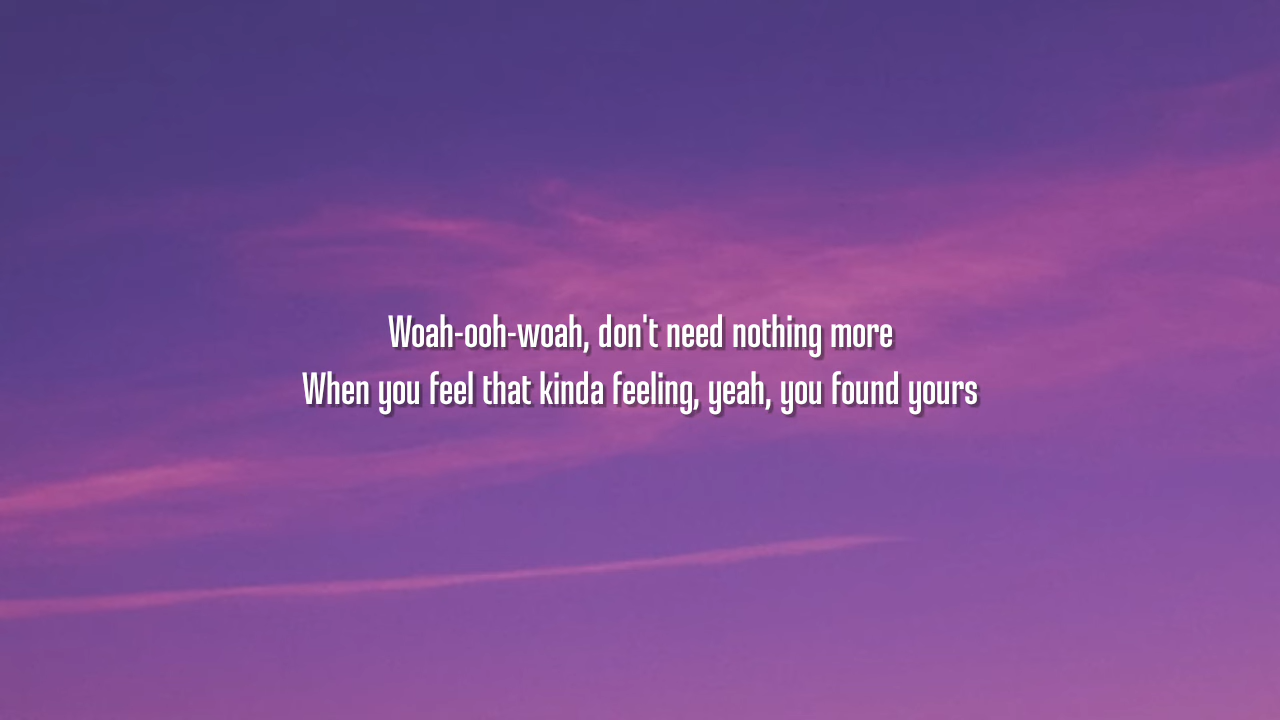 Woah-ooh-woah, don't need nothing more
When you feel that kinda feeling, yeah, you found yours